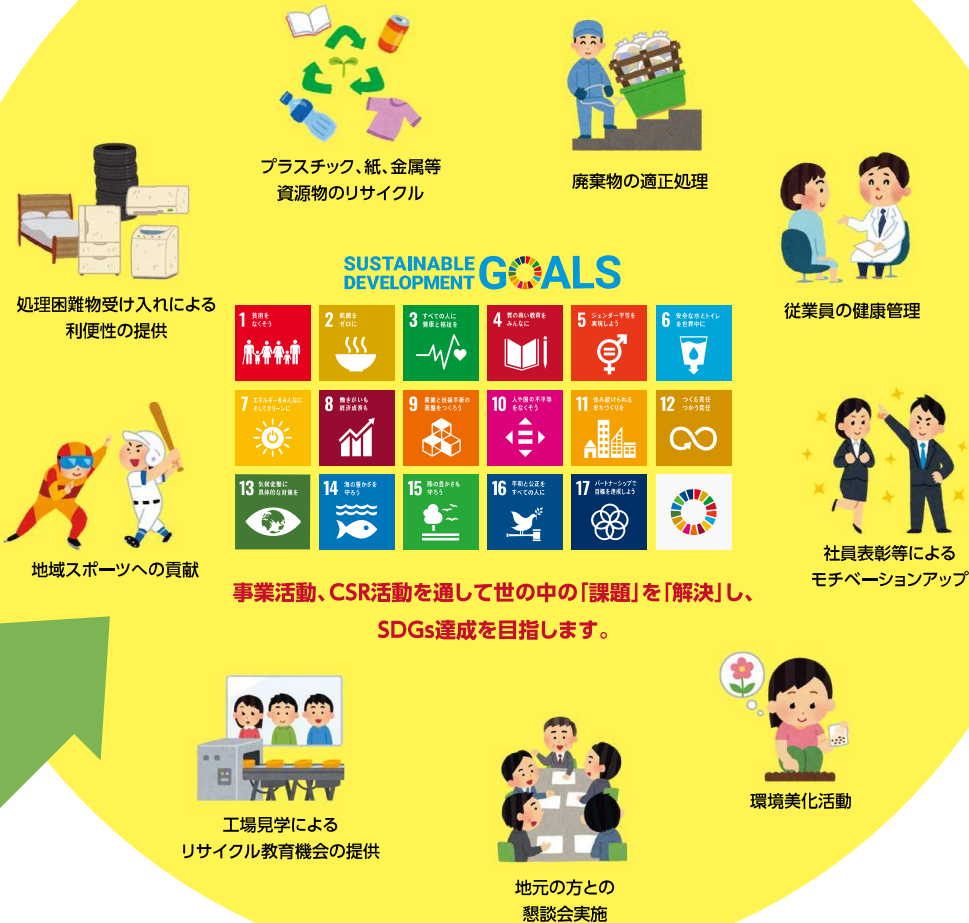 プラスチック、紙、金属等
資源物のリサイクル
廃棄物の適正処理
処理困難物受け入れによる
利便性の提供
従業員の健康管理
SUSTAINABLE
DEVELOPMENT
GOALS
1 貧困を
なくそう
2 飢餓を
ゼロに
3 すべての人に
健康と福祉を
4 質の高い教育を
みんなに
5 ジェンダー平等を
実現しよう
6 安全な水とトイレ
を世界中に
7 エネルギーをみんなに
そしてクリーンに
8 働きがいも
経済成長も
9 産業と技術革新の
基盤をつくろう
10 人や国の不平等
をなくそう
11 住み続けられる
まちづくりを
12 つくる責任
つかう責任
13 気候変動に
具体的な対策を
14 海の豊かさを
守ろう
15 陸の豊かさも
守ろう
16 平和と公正を
すべての人に
17 パートナーシップで
目標を達成しよう
地域スポーツへの貢献
社員表彰等による
モチベーションアップ
事業活動、CSR活動を通して世の中の「課題」を「解決」し、
SDGs達成を目指します。
工場見学による
リサイクル教育機会の提供
環境美化活動
地元の方との
懇談会実施